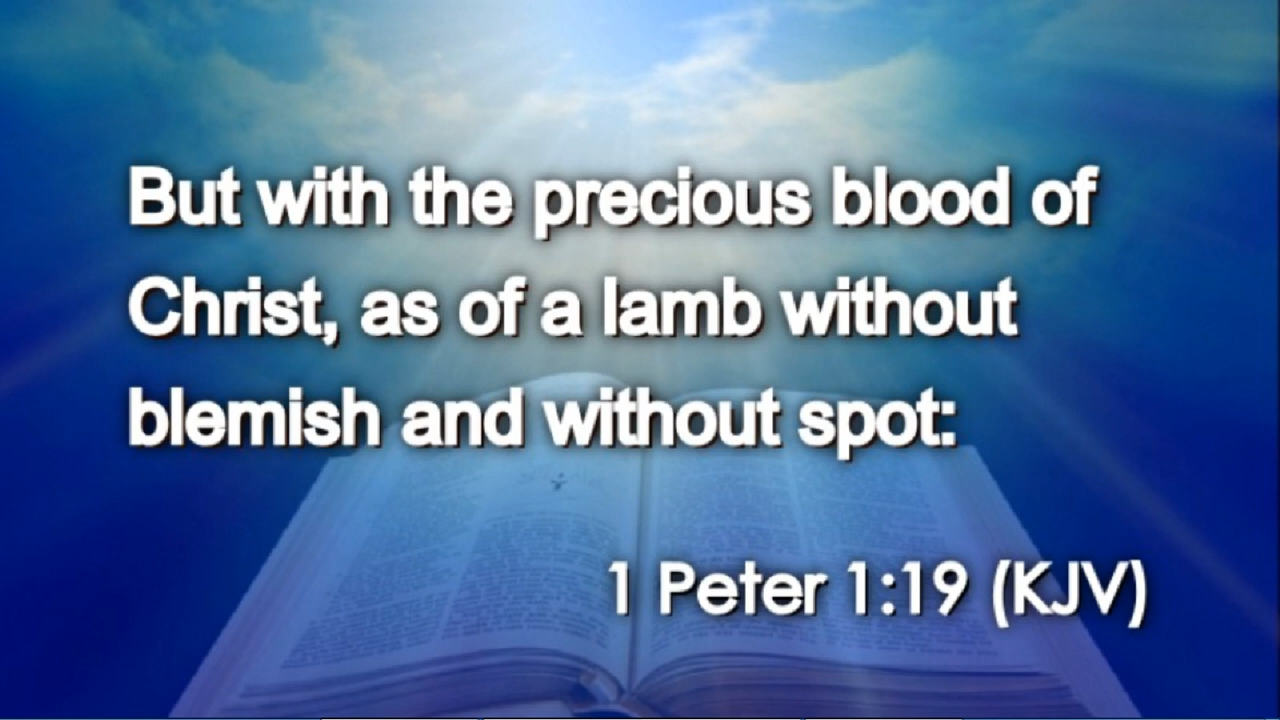 But with the precious blood of
Christ, as of a lamb without
blemish and without spot:
1 Peter 1:19 (KJV)